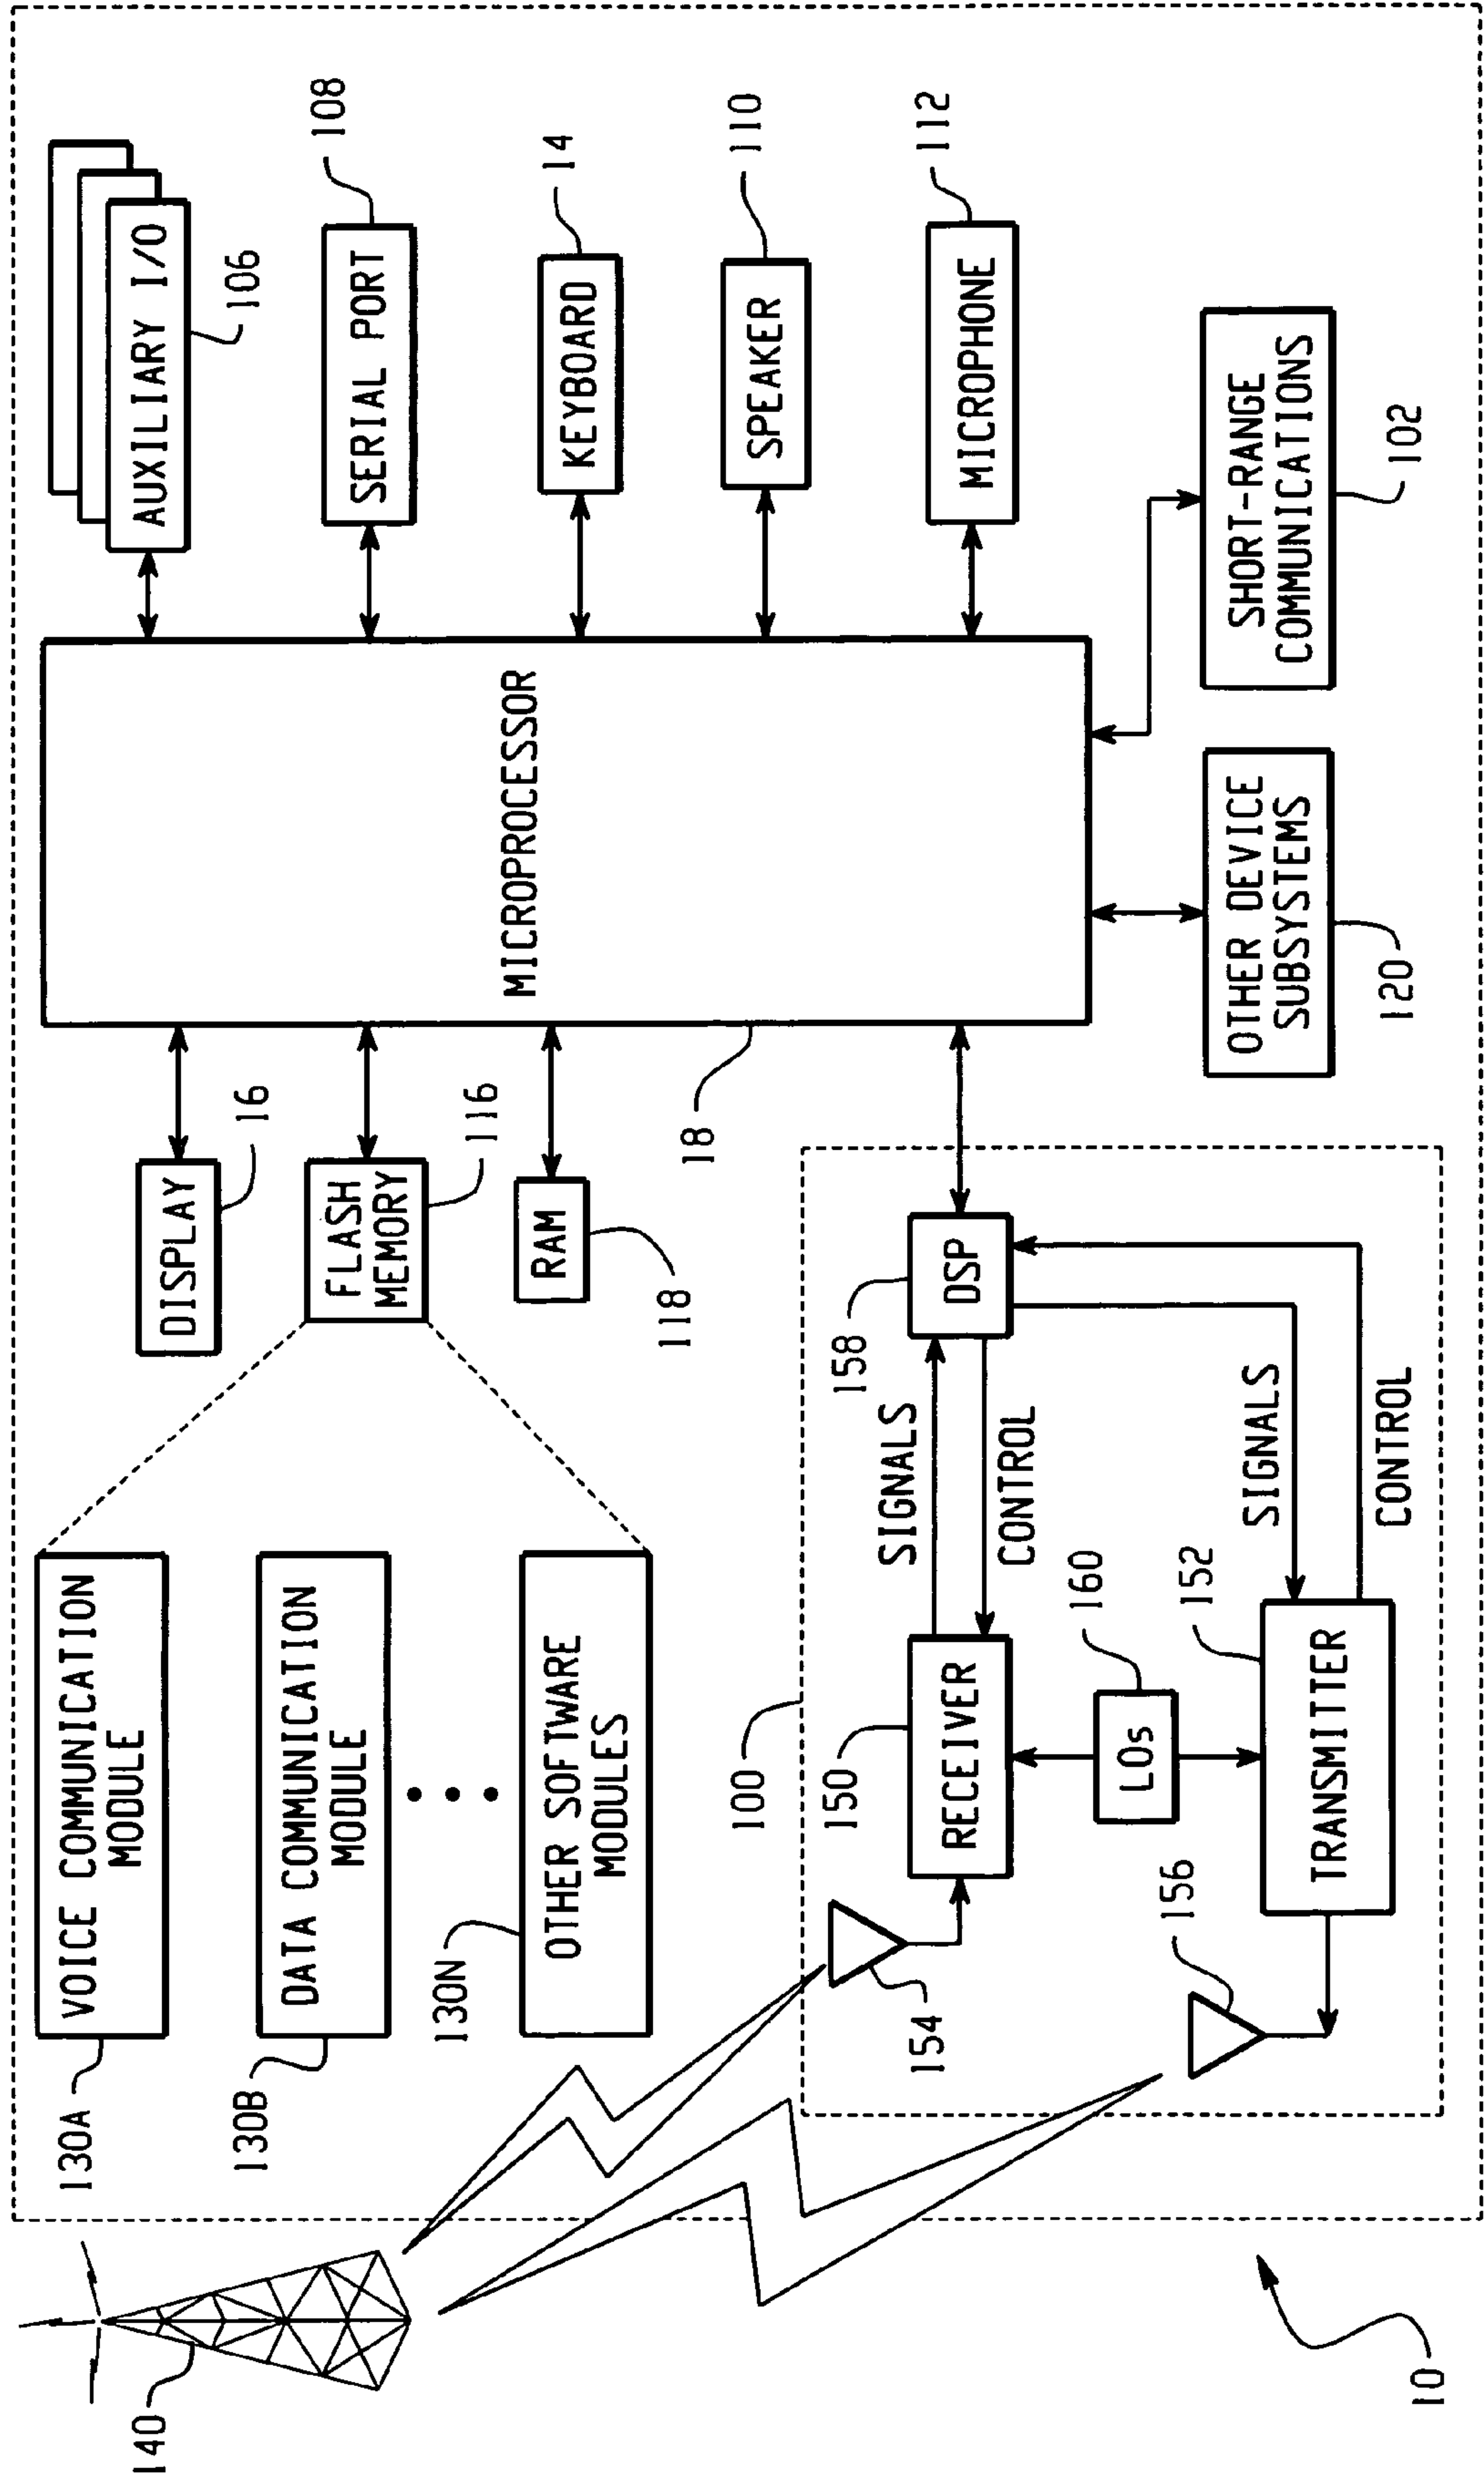 140
10
130A
VOICE COMMUNICATION
MODULE
130B
DATA COMMUNICATION
MODULE
130N
OTHER SOFTWARE
MODULES
DISPLAY
16
FLASH
MEMORY
116
RAM
118
18
MICROPROCESSOR
AUXILIARY I/O
106
SERIAL PORT
108
KEYBOARD
14
SPEAKER
110
MICROPHONE
112
SHORT-RANGE
COMMUNICATIONS
102
OTHER DEVICE
SUBSYSTEMS
120
100
154
150
RECEIVER
SIGNALS
CONTROL
158
DSP
160
LOs
156
152
TRANSMITTER
SIGNALS
CONTROL